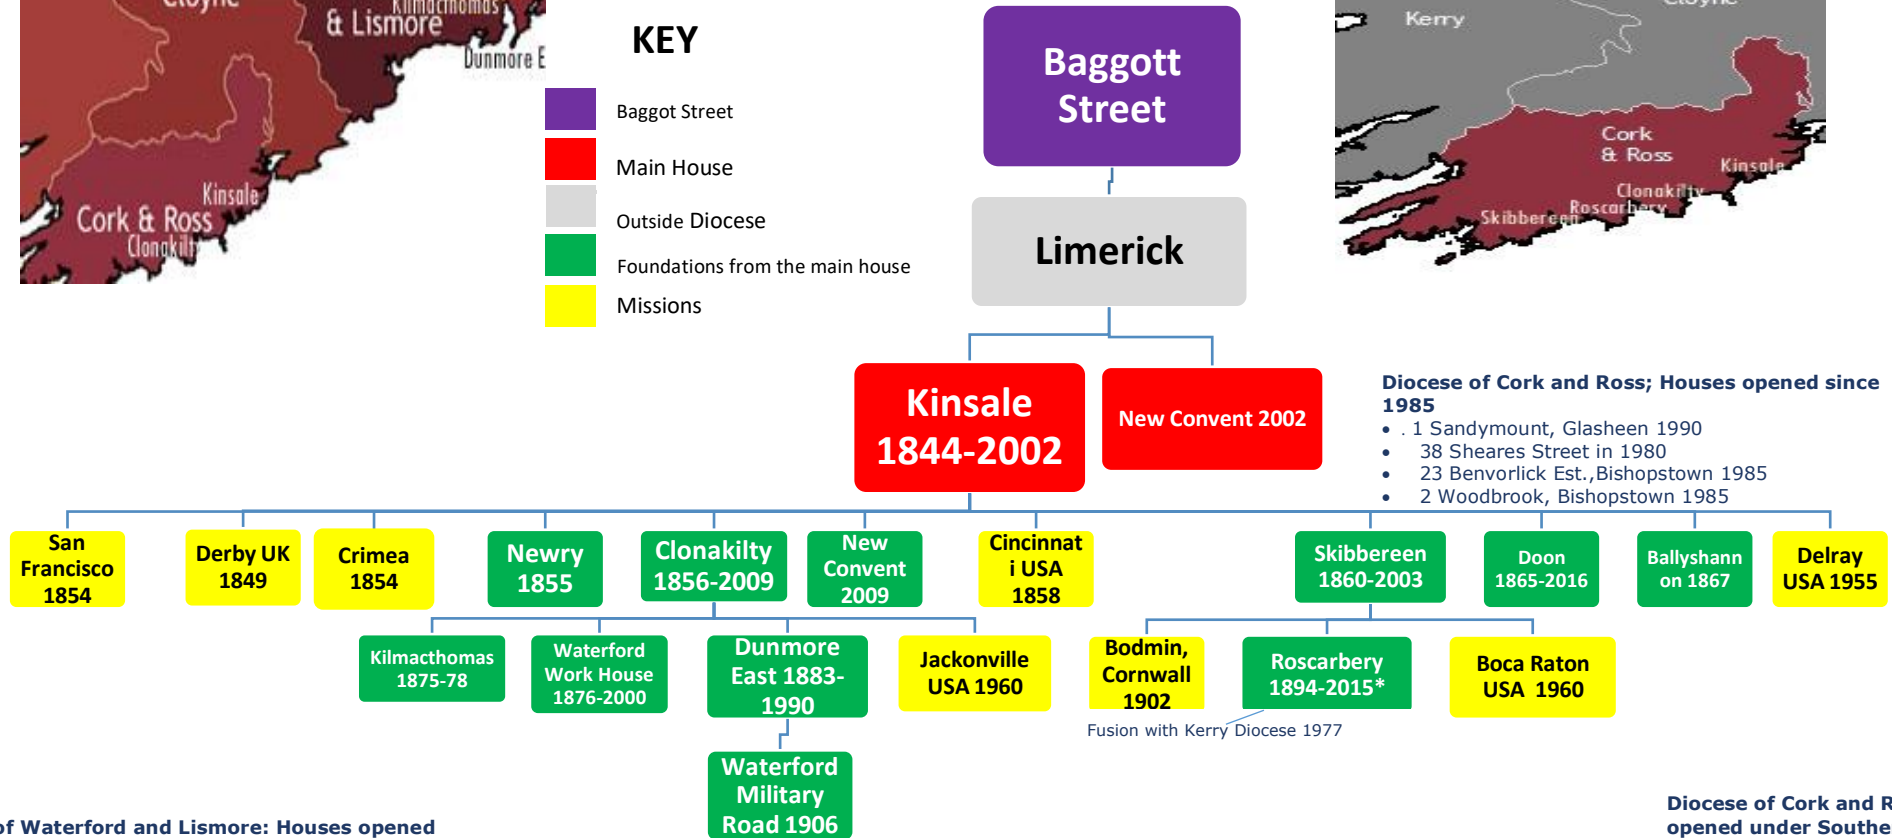 Cloyne
Kilmacthomas
& Lismore
Dunmore E
Kinsale
Cork & Ross
Clonakilty
KEY
Baggot Street
Main House
Outside Diocese
Foundations from the main house
Missions
Baggott
Street
Limerick
Kerry
Cloyne
Cork
& Ross
Kinsale
Clonakilty
Roscarbery
Skibbereen
Kinsale
1844-2002
New Convent 2002
Diocese of Cork and Ross; Houses opened since
1985
• . 1 Sandymount, Glasheen 1990
• 38 Sheares Street in 1980
• 23 Benvorlick Est.,Bishopstown 1985
• 2 Woodbrook, Bishopstown 1985
San
Francisco
1854
Derby UK
1849
Crimea
1854
Newry
1855
Clonakilty
1856-2009
New
Convent
2009
Cincinnat
i USA
1858
Skibbereen
1860-2003
Doon
1865-2016
Ballyshann
on 1867
Delray
USA 1955
Kilmacthomas
1875-78
Waterford
Work House
1876-2000
Dunmore
East 1883-
1990
Jackonville
USA 1960
Bodmin,
Cornwall
1902
Roscarbery
1894-2015*
Boca Raton
USA 1960
Fusion with Kerry Diocese 1977
Waterford
Military
Road 1906
of Waterford and Lismore: Houses opened
Diocese of Cork and R
opened under Southe